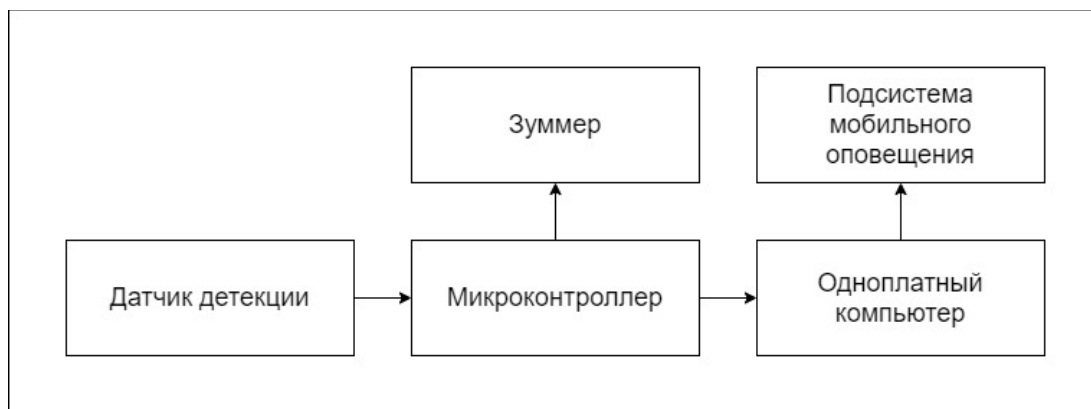 Зуммер
Подсистема
мобильного
оповещения
Датчик детекции
Микроконтроллер
Одноплатный
компьютер